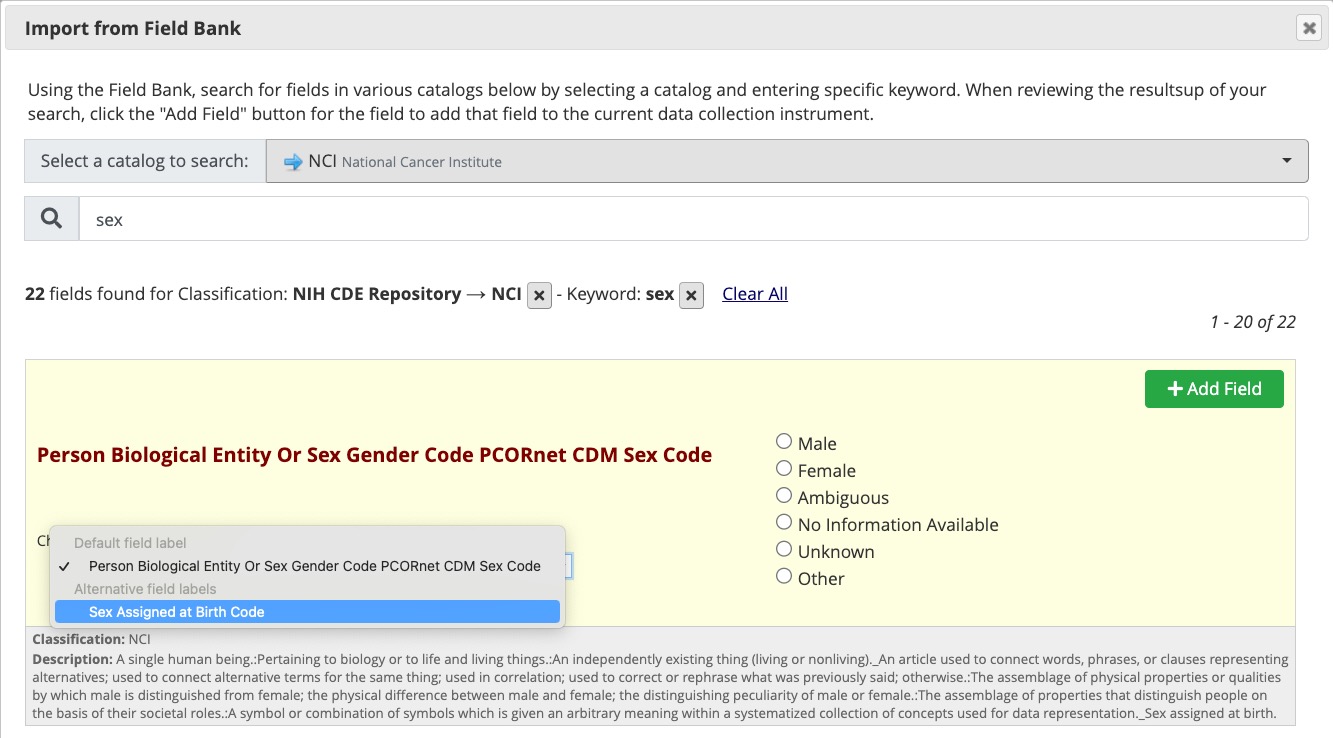 Import from Field Bank
Using the Field Bank, search for fields in various catalogs below by selecting a catalog and entering specific keyword. When reviewing the resultsup of your
search, click the "Add Field" button for the field to add that field to the current data collection instrument.
Select a catalog to search: NCI National Cancer Institute
sex
22 fields found for Classification: NIH CDE Repository → NCI × - Keyword: sex × Clear All
1 - 20 of 22
+ Add Field
Person Biological Entity Or Sex Gender Code PCORnet CDM Sex Code
Male
Female
Ambiguous
No Information Available
Unknown
Other
Default field label
✓ Person Biological Entity Or Sex Gender Code PCORnet CDM Sex Code
Alternative field labels
Sex Assigned at Birth Code
Classification: NCI
Description: A single human being.:Pertaining to biology or to life and living things.:An independently existing thing (living or nonliving)._An article used to connect words, phrases, or clauses representing
alternatives; used to connect alternative terms for the same thing; used in correlation; used to correct or rephrase what was previously said; otherwise.:The assemblage of physical properties or qualities
by which male is distinguished from female; the physical difference between male and female; the distinguishing peculiarity of male or female.:The assemblage of properties that distinguish people on
the basis of their societal roles.:A symbol or combination of symbols which is given an arbitrary meaning within a systematized collection of concepts used for data representation._Sex assigned at birth.